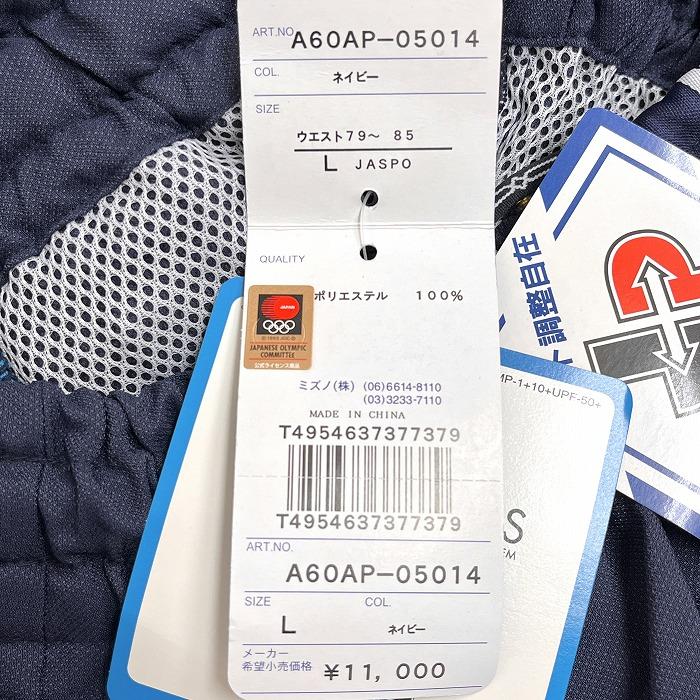 ART.NO. A60AP-05014
COL. ネイビー
SIZE
ウエスト79〜 85
L JASPO
QUALITY
ポリエステル 100%
JAPAN
JAPANESE OLYMPIC
COMMITTEE
公式ライセンス商品
ミズノ(株) (06)6614-8110
(03)3233-7110
MADE IN CHINA
T4954637377379
T4954637377379
ART.NO.
A60AP-05014
SIZE COL.
L ネイビー
メーカー
希望小売価格 ¥11,000
調整自在
MP-1+10+UPF-50+
S
EM